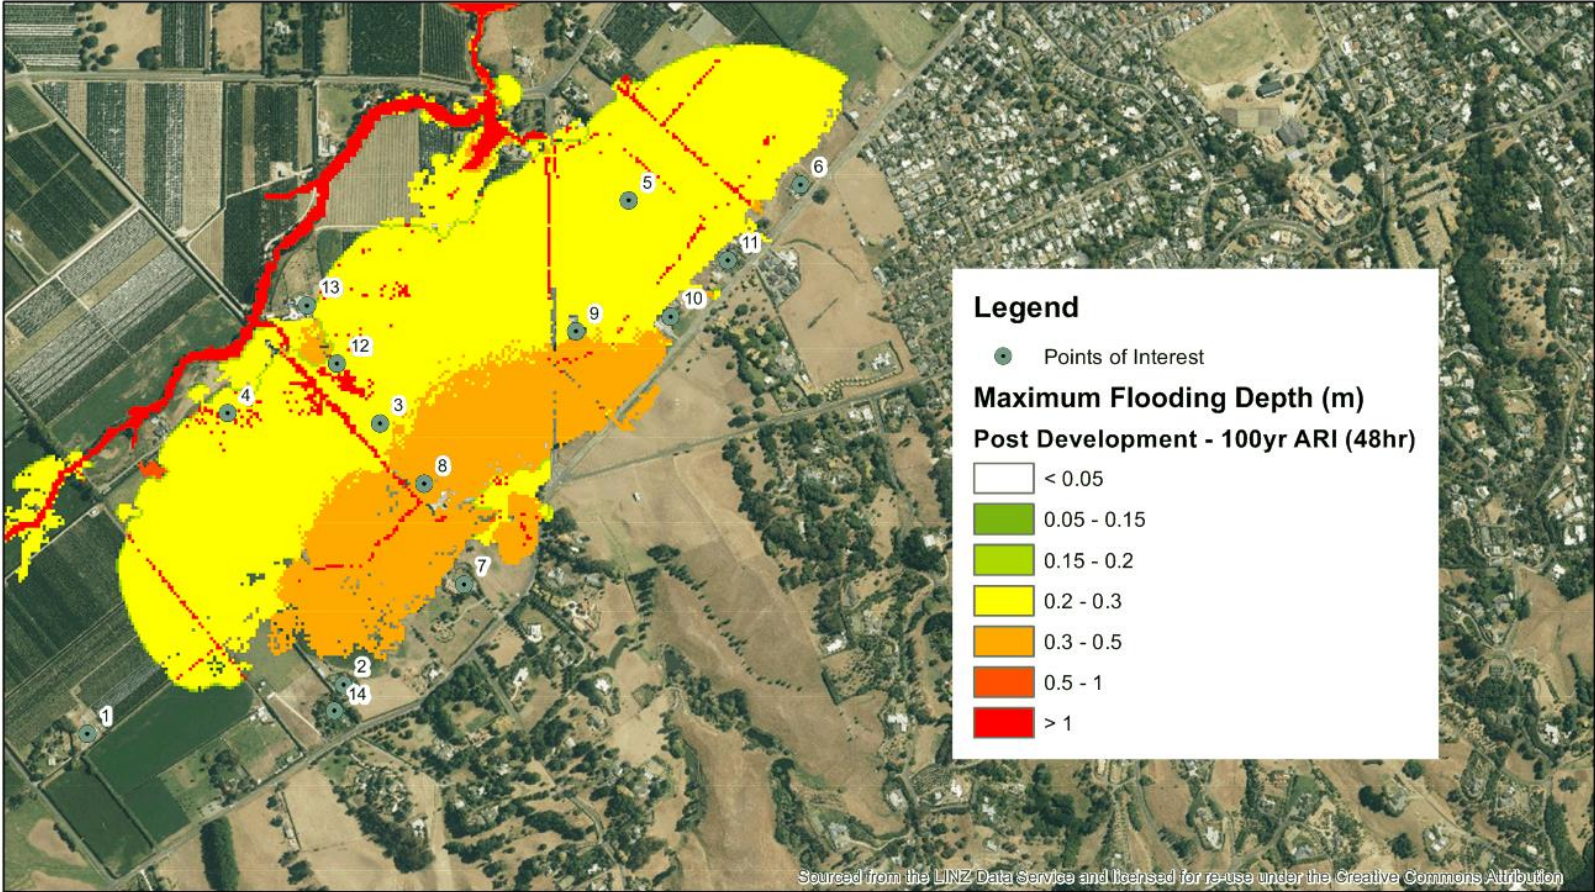 6
5
11
10
13
9
12
4
3
8
7
2
14
1
Legend
Points of Interest
Maximum Flooding Depth (m)
Post Development - 100yr ARI (48hr)
< 0.05
0.05 - 0.15
0.15 - 0.2
0.2 - 0.3
0.3 - 0.5
0.5 - 1
> 1
Sourced from the LINZ Data Service and licensed for re-use under the Creative Commons Attribution